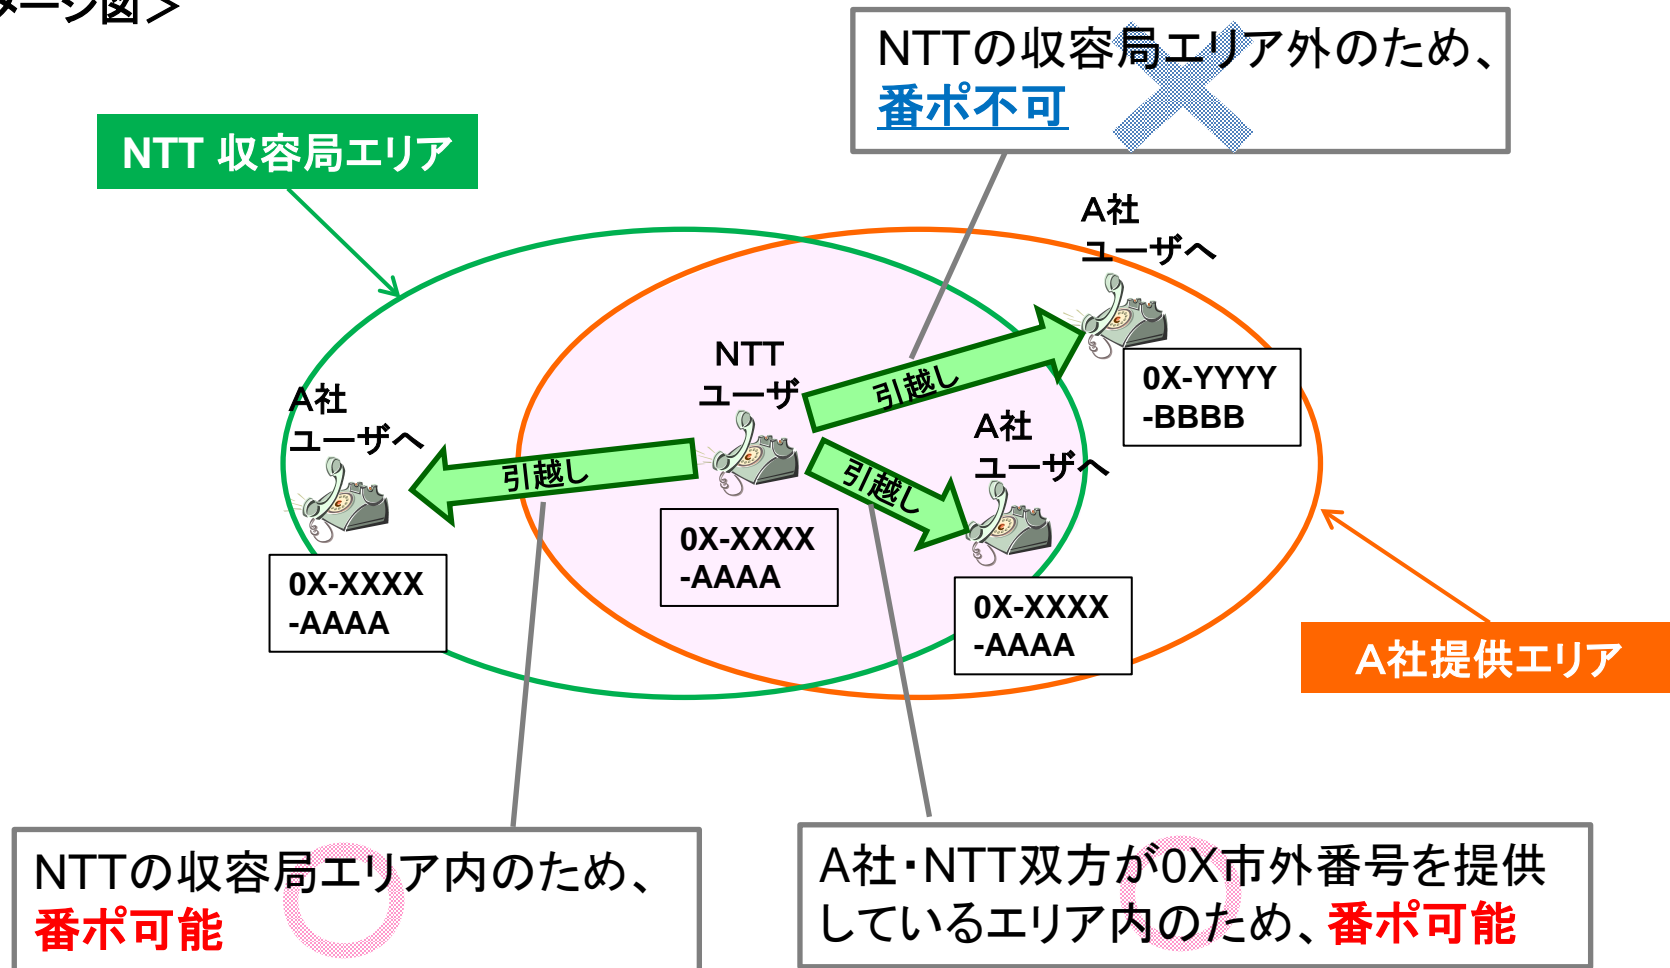 メージ図＞
NTTの収容局エリア外のため、
番ポ不可
NTT 収容局エリア
A社
ユーザへ
NTT
ユーザ
引越し
0X-YYYY
-BBBB
A社
ユーザへ
A社
ユーザへ
引越し
引越し
0X-XXXX
-AAAA
0X-XXXX
-AAAA
0X-XXXX
-AAAA
A社提供エリア
NTTの収容局エリア内のため、
番ポ可能
A社・NTT双方が0X市外番号を提供
しているエリア内のため、番ポ可能